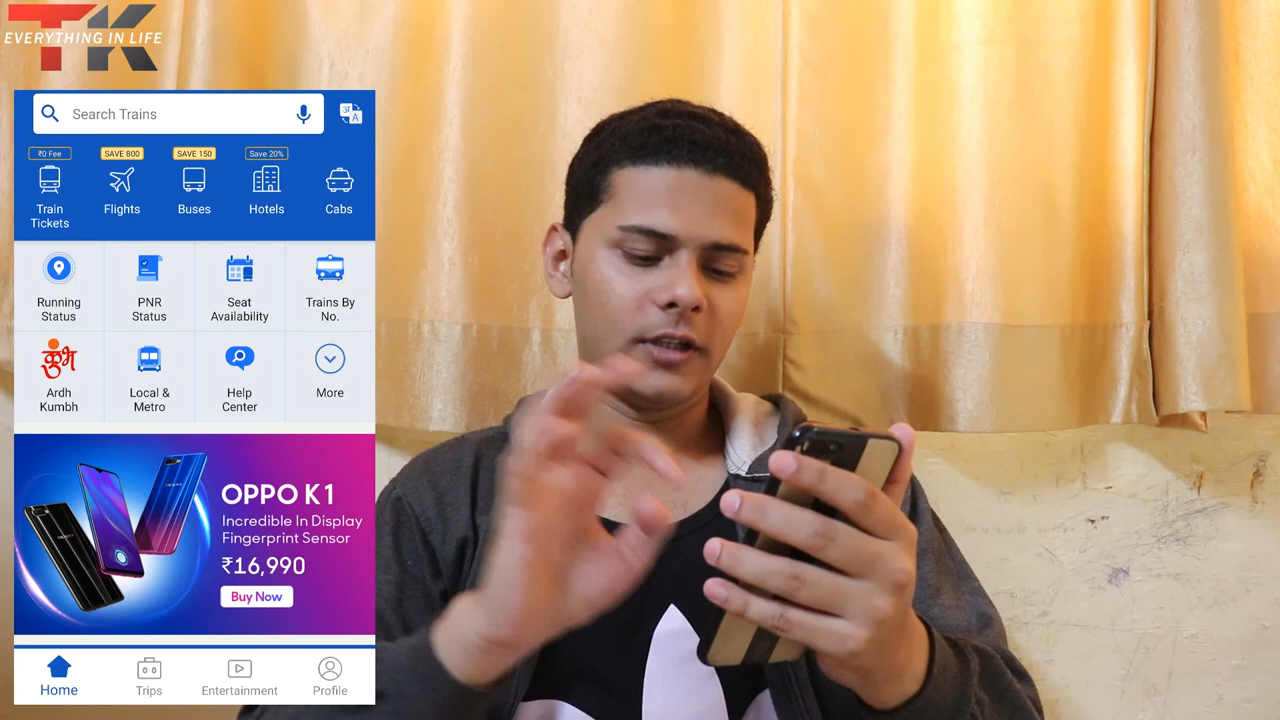 TK
EVERYTHING IN LIFE
Search Trains
₹0 Fee
SAVE 800
SAVE 150
Save 20%
Train
Tickets
Flights
Buses
Hotels
Cabs
Running
Status
PNR
Status
Seat
Availability
Trains By
No.
कुंभ
Ardh
Kumbh
Local &
Metro
Help
Center
More
OPPO K1
Incredible In Display
Fingerprint Sensor
₹16,990
Buy Now
Home
Trips
Entertainment
Profile